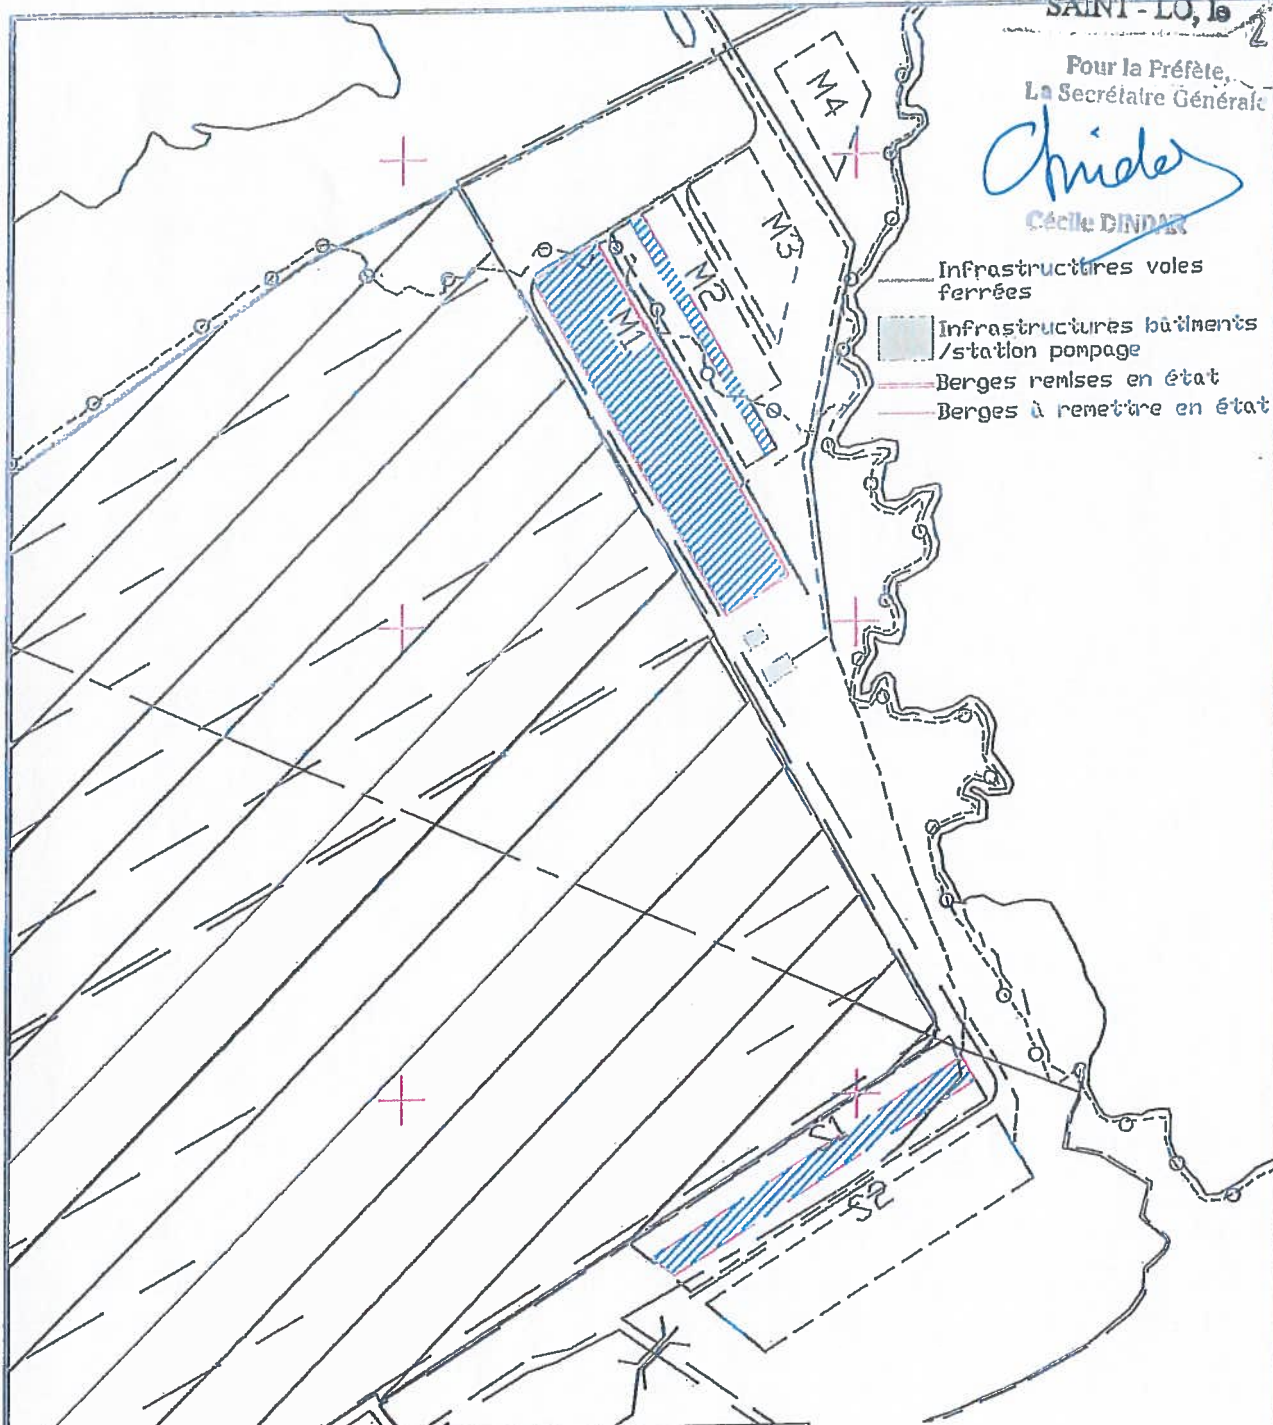 SAINT - LO, le
Pour la Préfète,
La Secrétaire Générale
Cécile DINDAR
Infrastructures voies
ferrées
Infrastructures bâtiments
/station pompage
Berges remises en état
Berges à remettre en état
M4
M3
M2
M1
S1
S2